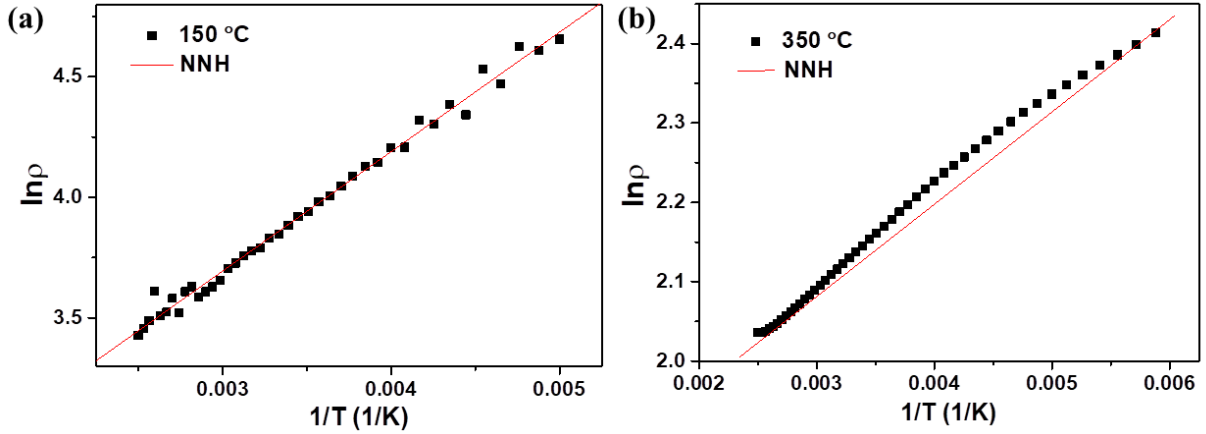 (a)
150 °C
NNH
lnρ
4.5
4.0
3.5
0.003
0.004
0.005
1/T (1/K)
(b)
350 °C
NNH
lnρ
2.4
2.3
2.2
2.1
2.0
0.002
0.003
0.004
0.005
0.006
1/T (1/K)